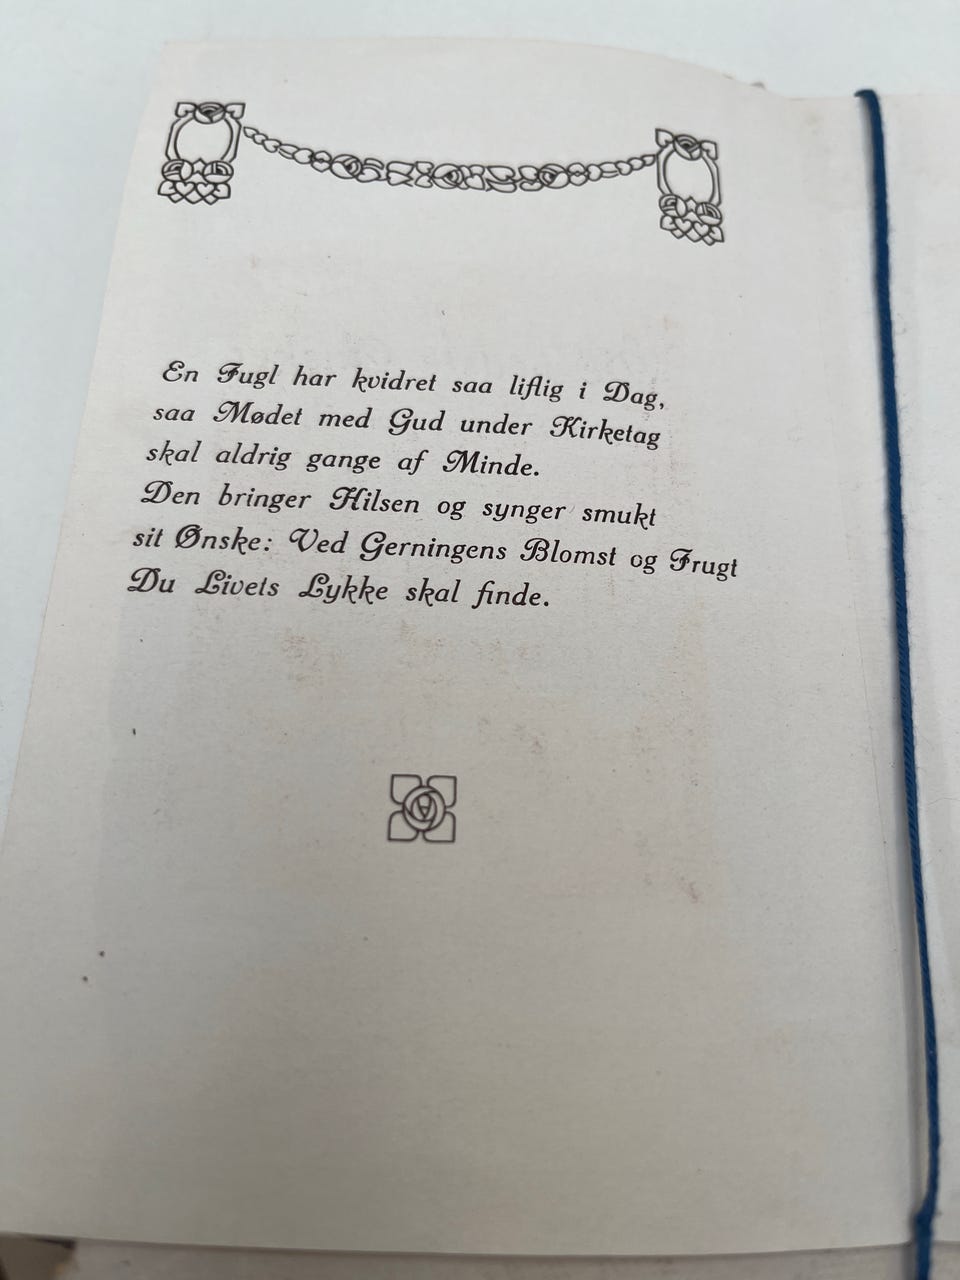 En Fugl har kvidret saa liflig i Dag,
saa Mødet med Gud under Kirketag
skal aldrig gange af Minde.
Den bringer Hilsen og synger smukt
sit Ønske: Ved Gerningens Blomst og Frugt
Du Livets Lykke skal finde.